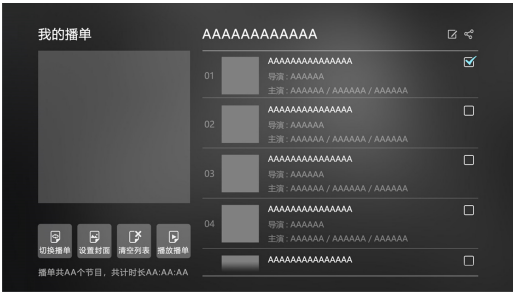 我的播单
切换播单 设置封面 清空列表 播放播单
播单共AA个节目，共计时长AA:AA:AA
AAAAAAAAAAAA
01
AAAAAAAAAAAAAAA
导演 : AAAAAA
主演 : AAAAAA / AAAAAA / AAAAAA
02
AAAAAAAAAAAAAAA
导演 : AAAAAA
主演 : AAAAAA / AAAAAA / AAAAAA
03
AAAAAAAAAAAAAAA
导演 : AAAAAA
主演 : AAAAAA / AAAAAA / AAAAAA
04
AAAAAAAAAAAAAAA
导演 : AAAAAA
主演 : AAAAAA / AAAAAA / AAAAAA
AAAAAAAAAAAAAAA